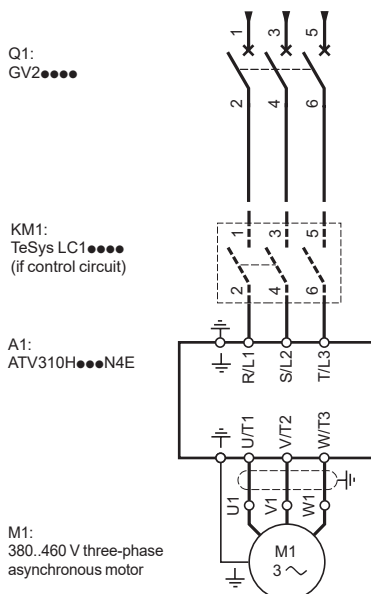 1 3 5
Q1:
GV2●●●●
2 4 6
KM1:
TeSys LC1●●●●
(if control circuit)
1 3 5
2 4 6
A1:
ATV310H●●●N4E
R/L1 S/L2 T/L3
U/T1 V/T2 W/T3
U1 V1 W1
M1:
380..460 V three-phase
asynchronous motor
M1
3